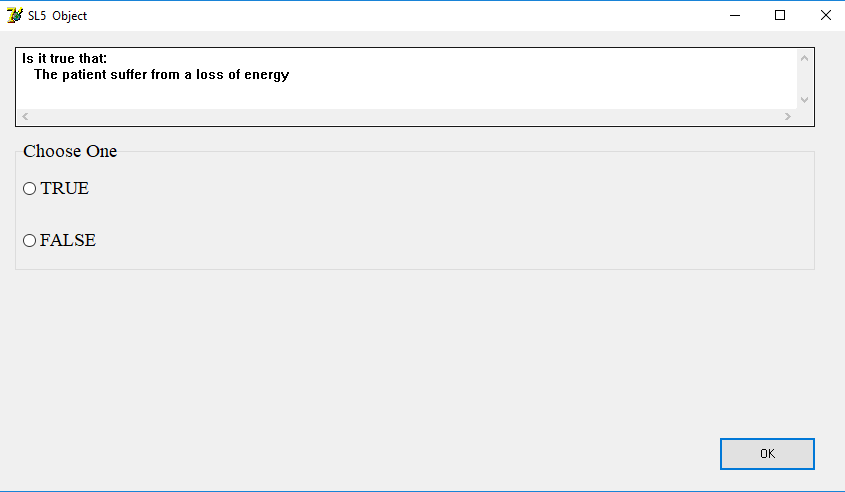 SL5 Object
Is it true that:
The patient suffer from a loss of energy
Choose One
TRUE
FALSE
OK